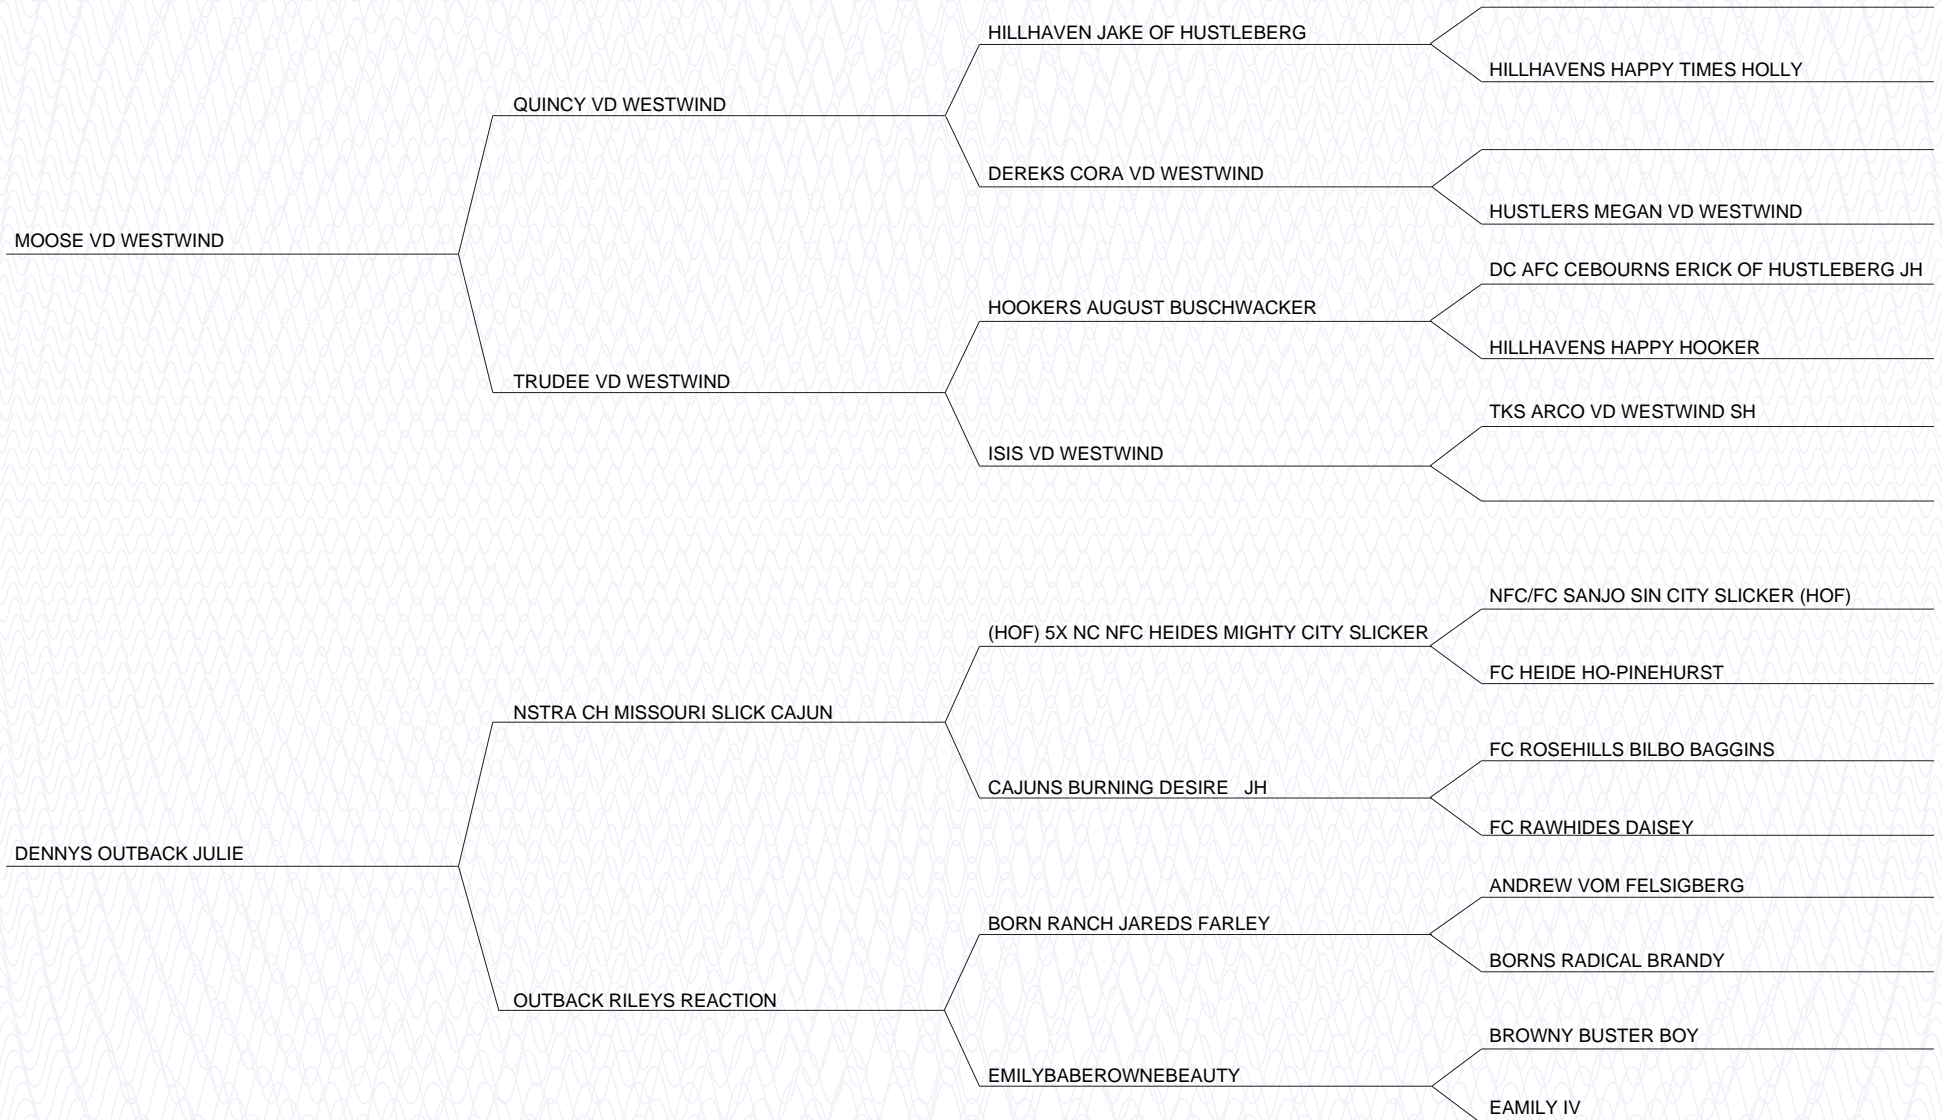 HILLHAVEN JAKE OF HUSTLEBERG
HILLHAVENS HAPPY TIMES HOLLY
QUINCY VD WESTWIND
DEREKS CORA VD WESTWIND
HUSTLERS MEGAN VD WESTWIND
MOOSE VD WESTWIND
DC AFC CEBOURNS ERICK OF HUSTLEBERG JH
HOOKERS AUGUST BUSCHWACKER
HILLHAVENS HAPPY HOOKER
TRUDEE VD WESTWIND
TKS ARCO VD WESTWIND SH
ISIS VD WESTWIND
NFC/FC SANJO SIN CITY SLICKER (HOF)
(HOF) 5X NC NFC HEIDES MIGHTY CITY SLICKER
FC HEIDE HO-PINEHURST
NSTRA CH MISSOURI SLICK CAJUN
FC ROSEHILLS BILBO BAGGINS
CAJUNS BURNING DESIRE   JH
FC RAWHIDES DAISEY
DENNYS OUTBACK JULIE
ANDREW VOM FELSIGBERG
BORN RANCH JAREDS FARLEY
BORNS RADICAL BRANDY
OUTBACK RILEYS REACTION
BROWNY BUSTER BOY
EMILYBABEROWNEBEAUTY
EAMILY IV